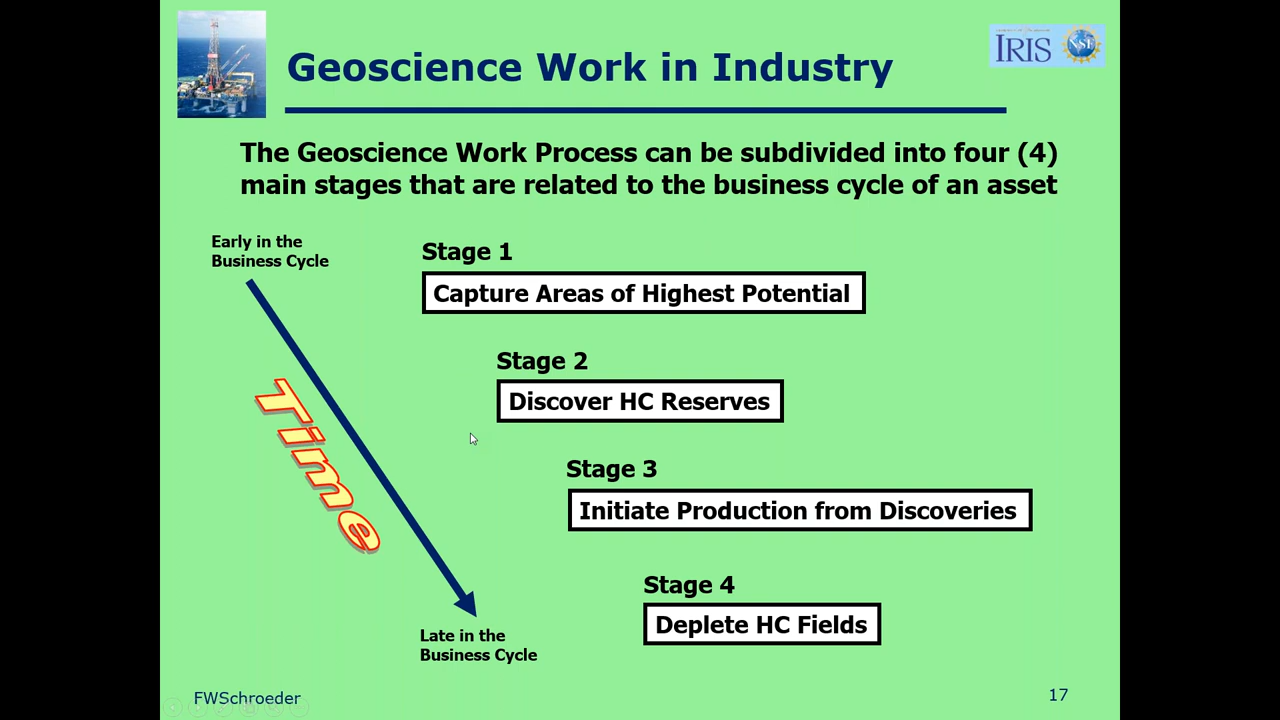 Geoscience Work in Industry
IRIS
NSF
The Geoscience Work Process can be subdivided into four (4)
main stages that are related to the business cycle of an asset
Early in the
Business Cycle
Stage 1
Capture Areas of Highest Potential
Stage 2
Discover HC Reserves
Time
Stage 3
Initiate Production from Discoveries
Stage 4
Deplete HC Fields
Late in the
Business Cycle
FWSchroeder
17